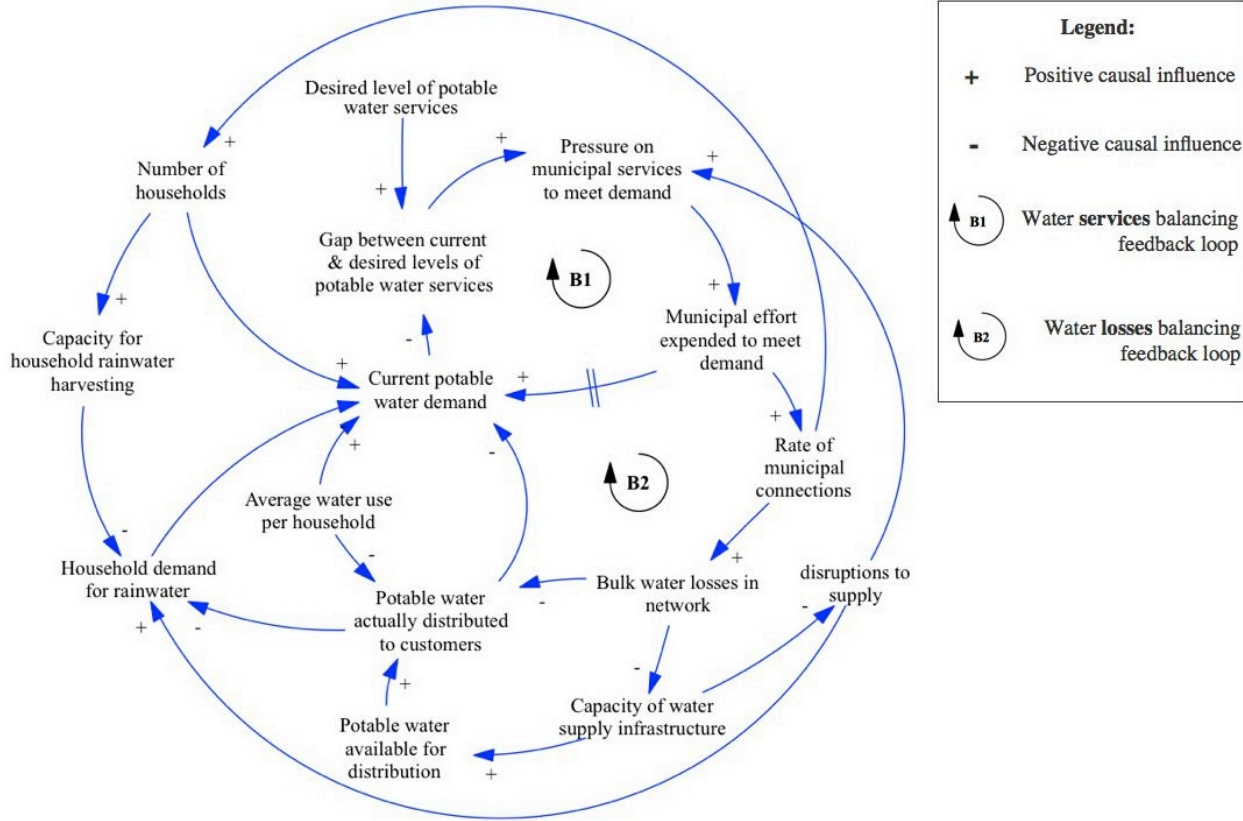 Desired level of potable
water services
+
+
Number of
households
+
Pressure on
municipal services
to meet demand
+
+
Gap between current
& desired levels of
potable water services
B1
+
Capacity for
household rainwater
harvesting
+
Municipal effort
expended to meet
demand
-
+
Current potable
water demand
+
+
Rate of
municipal
connections
+
-
B2
Average water use
per household
-
-
+
Household demand
for rainwater
+
-
Potable water
actually distributed
to customers
-
Bulk water losses in
network
disruptions to
supply
-
-
+
Capacity of water
supply infrastructure
Potable water
available for
distribution
+
Legend:
+ Positive causal influence
- Negative causal influence
B1 Water services balancing
feedback loop
B2 Water losses balancing
feedback loop